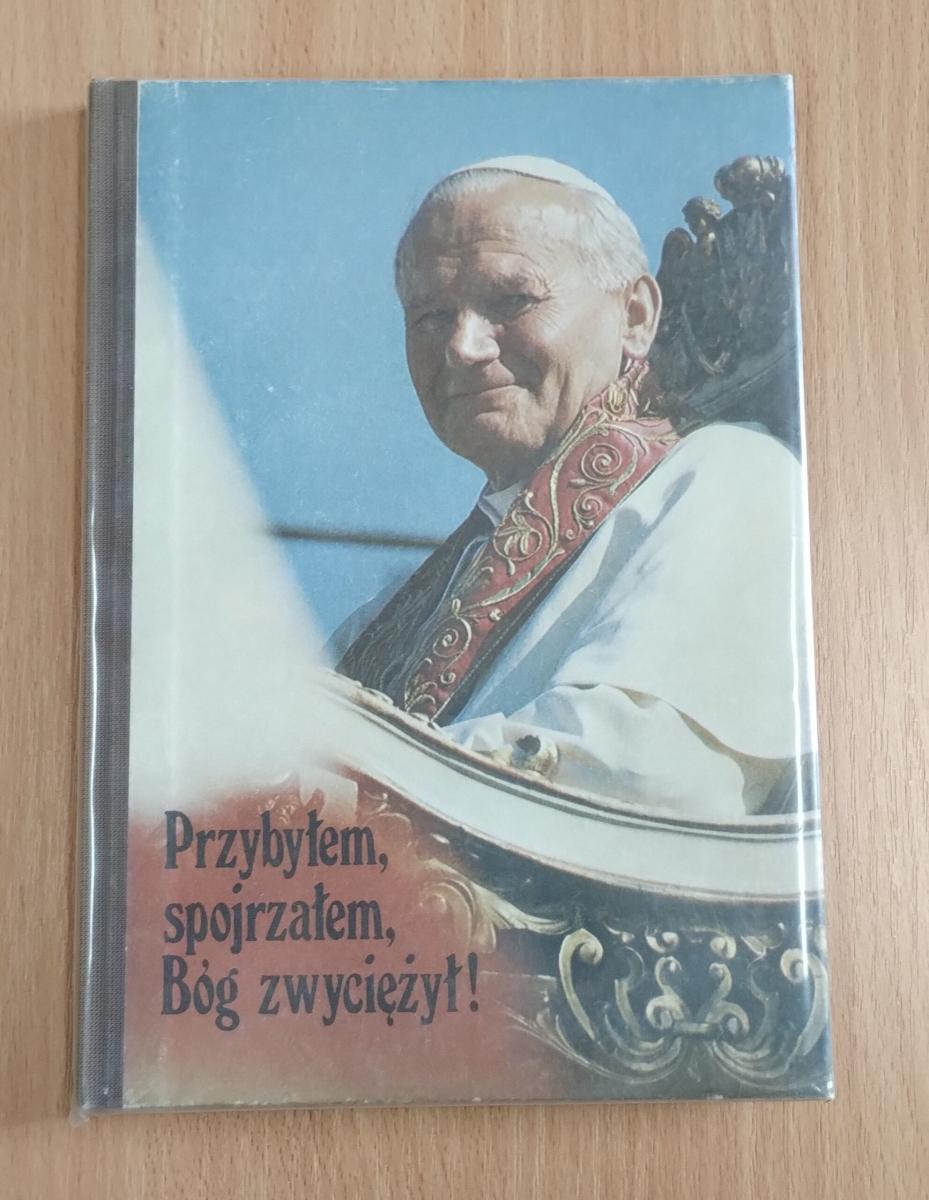 Przybyłem,
spojrzałem,
Bóg zwyciężył!